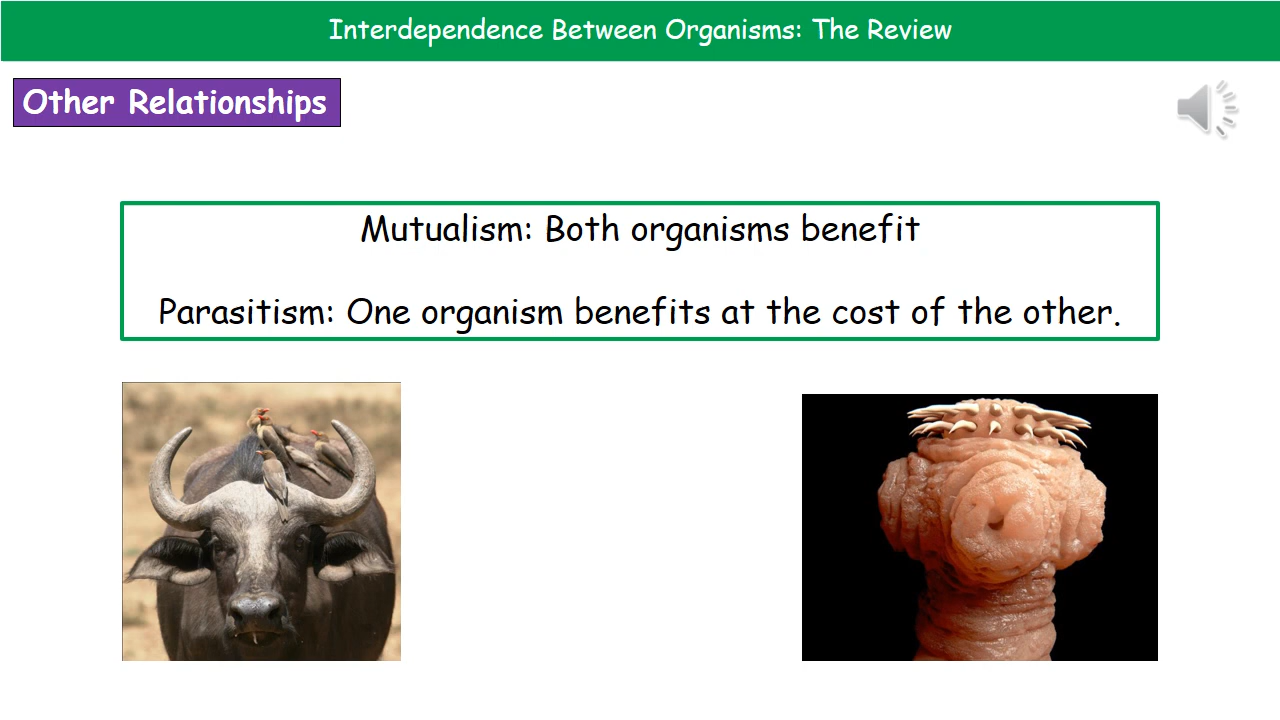 Interdependence Between Organisms: The Review
Other Relationships
Mutualism: Both organisms benefit
Parasitism: One organism benefits at the cost of the other.